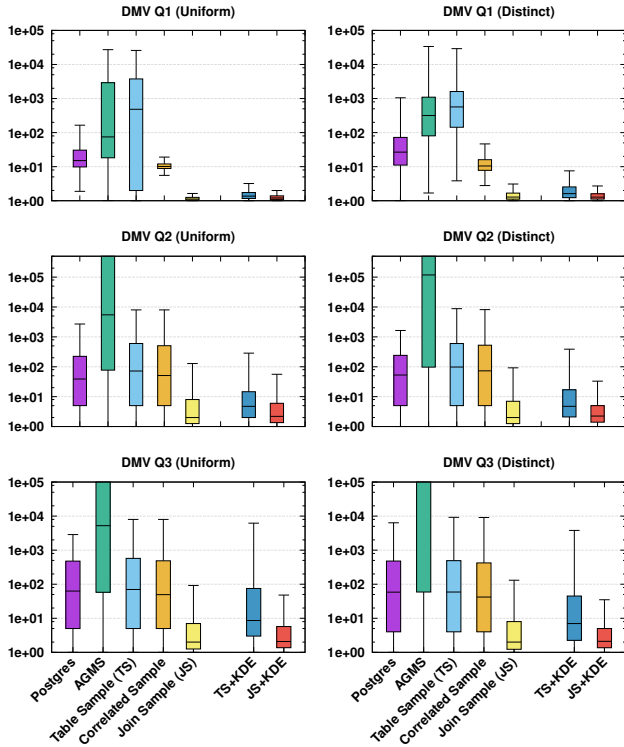 DMV Q1 (Uniform)
1e+05
1e+04
1e+03
1e+02
1e+01
1e+00
DMV Q1 (Distinct)
1e+05
1e+04
1e+03
1e+02
1e+01
1e+00
DMV Q2 (Uniform)
1e+05
1e+04
1e+03
1e+02
1e+01
1e+00
DMV Q2 (Distinct)
1e+05
1e+04
1e+03
1e+02
1e+01
1e+00
DMV Q3 (Uniform)
1e+05
1e+04
1e+03
1e+02
1e+01
1e+00
Postgres
AGMS
Table Sample (TS)
Correlated Sample
Join Sample (JS)
TS+KDE
JS+KDE
DMV Q3 (Distinct)
1e+05
1e+04
1e+03
1e+02
1e+01
1e+00
Postgres
AGMS
Table Sample (TS)
Correlated Sample
Join Sample (JS)
TS+KDE
JS+KDE